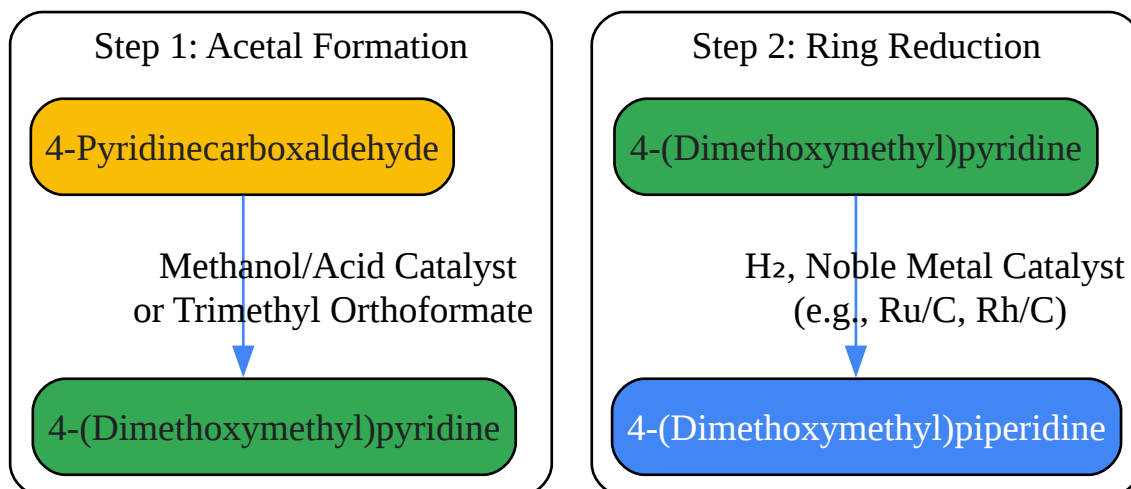 Step 1: Acetal Formation
4-Pyridinecarboxaldehyde
Methanol/Acid Catalyst
or Trimethyl Orthoformate
4-(Dimethoxymethyl)pyridine
Step 2: Ring Reduction
4-(Dimethoxymethyl)pyridine
H₂, Noble Metal Catalyst
(e.g., Ru/C, Rh/C)
4-(Dimethoxymethyl)piperidine